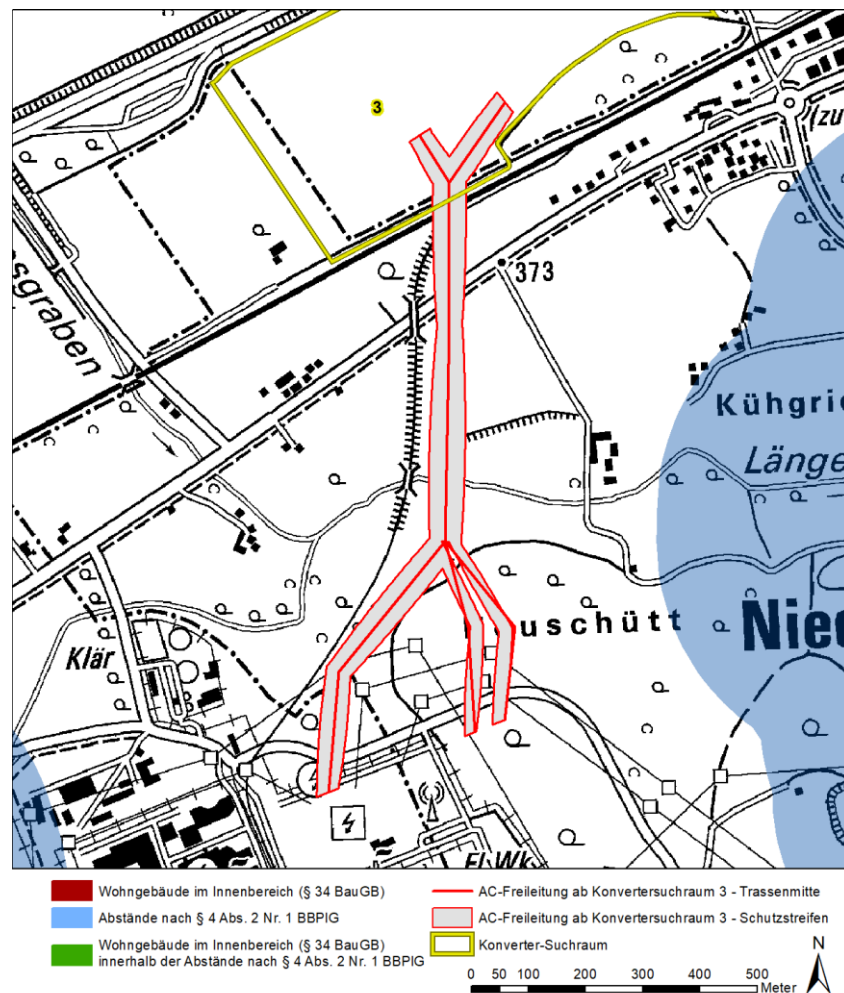 3
(zu
373
sgraben
Kühgri
Länge
uschütt
Nied
Klär
El Wk
Wohngebäude im Innenbereich (§ 34 BauGB)
Abstände nach § 4 Abs. 2 Nr. 1 BBPlG
Wohngebäude im Innenbereich (§ 34 BauGB)
innerhalb der Abstände nach § 4 Abs. 2 Nr. 1 BBPlG
AC-Freileitung ab Konvertersuchraum 3 - Trassenmitte
AC-Freileitung ab Konvertersuchraum 3 - Schutzstreifen
Konverter-Suchraum
N
0 50 100 200 300 400 500
Meter